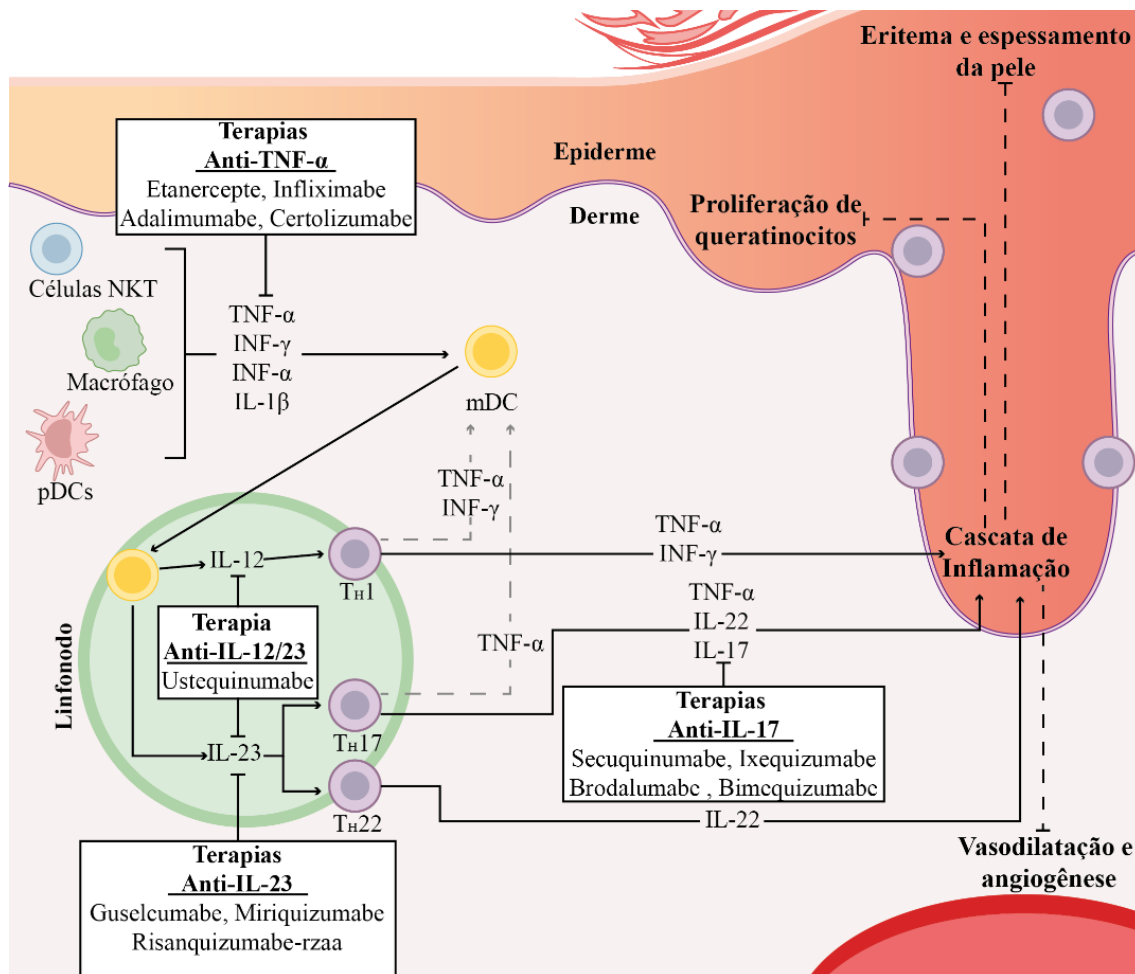 Eritema e espessamento
da pele
Terapias
Anti-TNF-α
Etanercepte, Infliximabe
Adalimumabe, Certolizumabe
Epiderme
Derme
Proliferação de
queratinocitos
Células NKT
Macrófago
pDCs
TNF-α
INF-γ
INF-α
IL-1β
mDC
TNF-α
INF-γ
TNF-α
Linfonodo
IL-12
TH1
Terapia
Anti-IL-12/23
Ustequinumabe
IL-23
TH17
TH22
TNF-α
INF-γ
TNF-α
IL-22
IL-17
Cascata de
Inflamação
Terapias
Anti-IL-17
Secuquinumabe, Ixequizumabe
Brodalumabc , Bimcquizumabc
IL-22
Vasodilatação e
angiogênese
Terapias
Anti-IL-23
Guselcumabe, Miriquizumabe
Risanquizumabe-rzaa